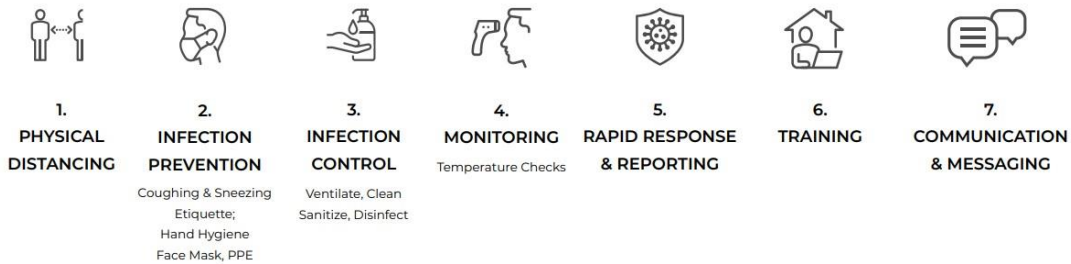 1.
PHYSICAL
DISTANCING
2.
INFECTION
PREVENTION
Coughing & Sneezing
Etiquette;
Hand Hygiene
Face Mask, PPE
3.
INFECTION
CONTROL
Ventilate, Clean
Sanitize, Disinfect
4.
MONITORING
Temperature Checks
5.
RAPID RESPONSE
& REPORTING
6.
TRAINING
7.
COMMUNICATION
& MESSAGING